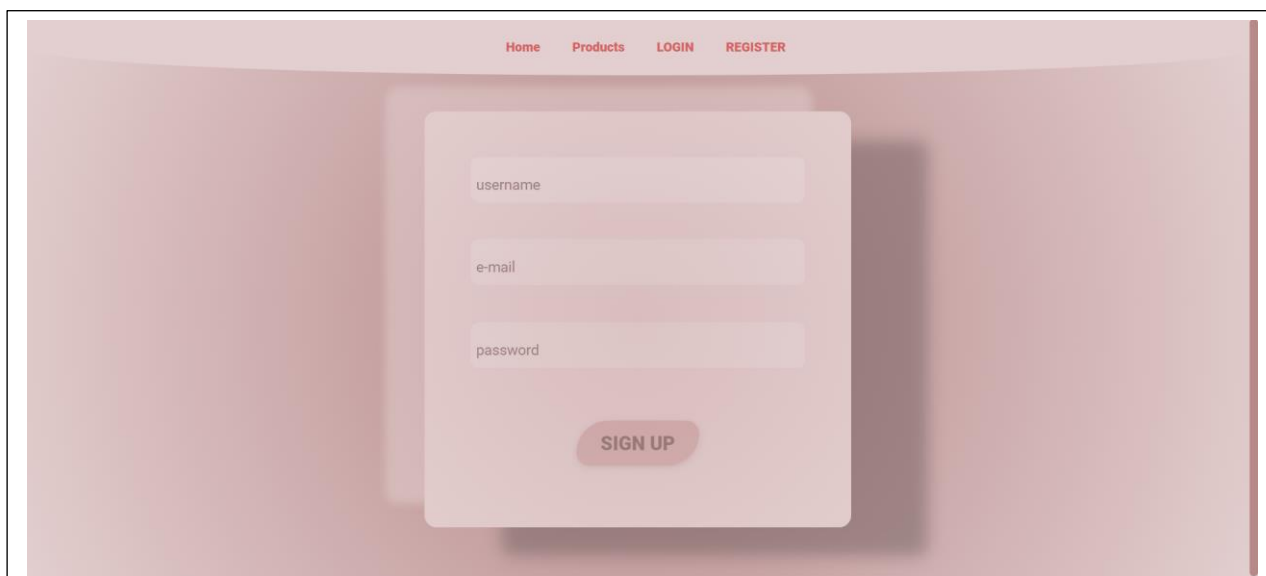 Home Products LOGIN REGISTER
username
e-mail
password
SIGN UP